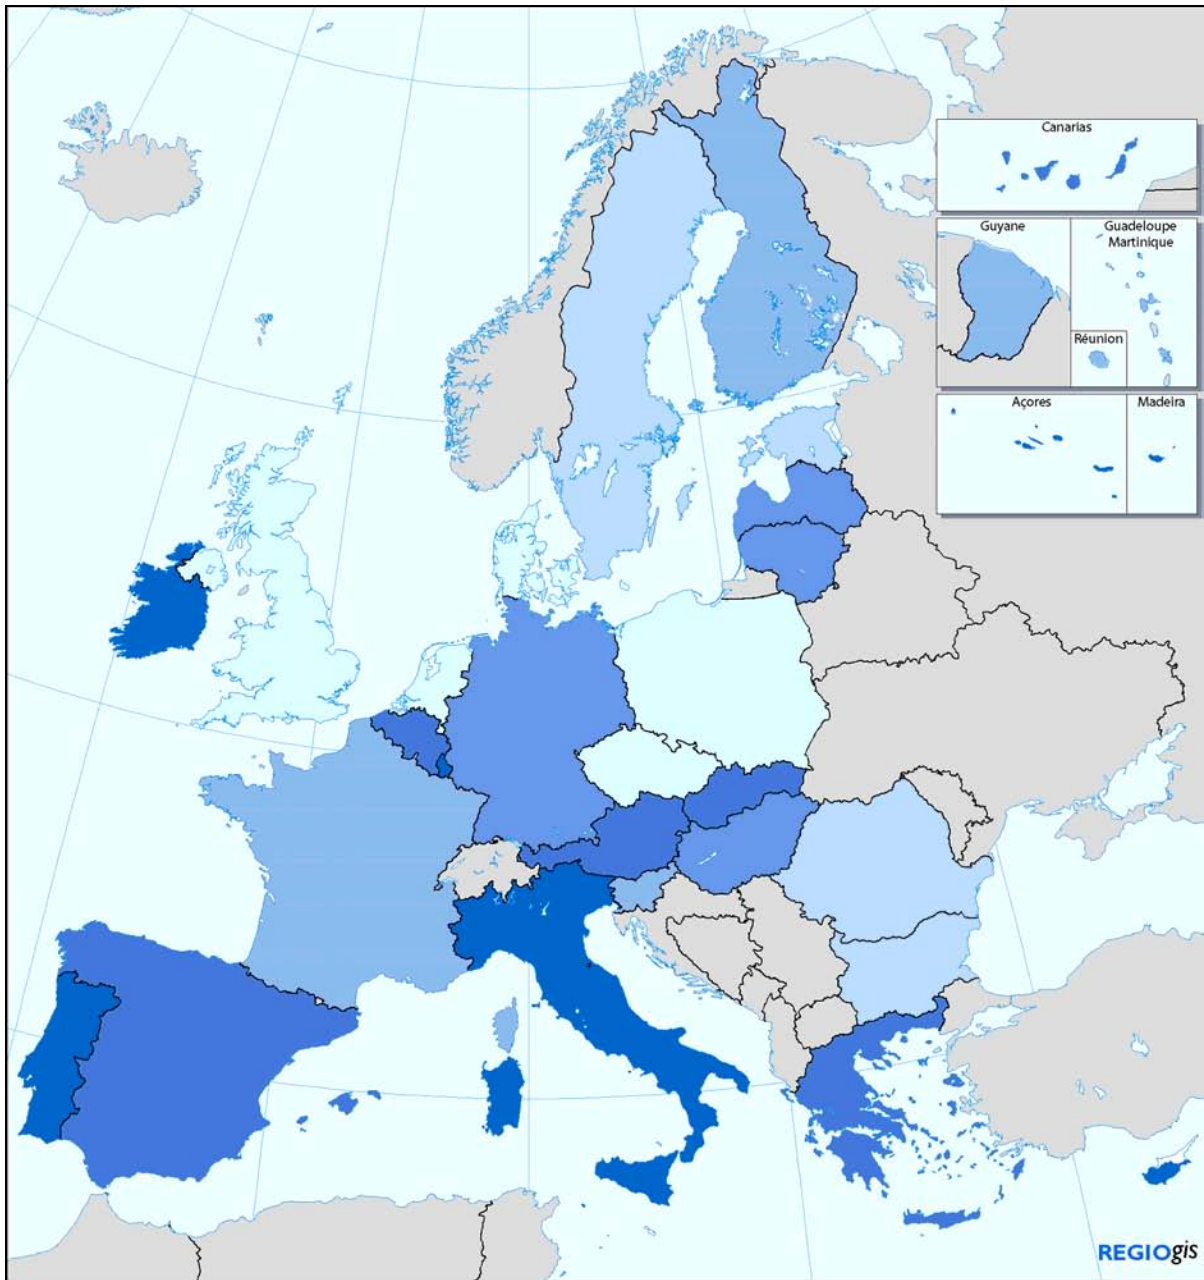 Canarias
Guyane
Guadeloupe
Martinique
Réunion
Açores
Madeira
REGIOgis